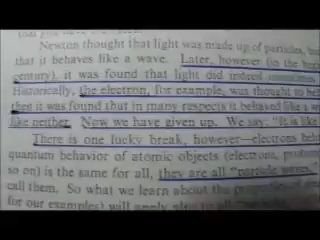 Newton thought that light was made up of particles,
that it behaves like a wave. Later, however (in the
century), it was found that light did indeed sometimes
Historically, the electron, for example, was thought to be
then it was found that in many respects it behaved like a
like neither. Now we have given up. We say: "It is like
There is one lucky break, however—electrons
quantum behavior of atomic objects (electrons,
so on) is the same for all, they are all "particle waves,"
call them. So what we learn about the
for our examples) will apply also to all